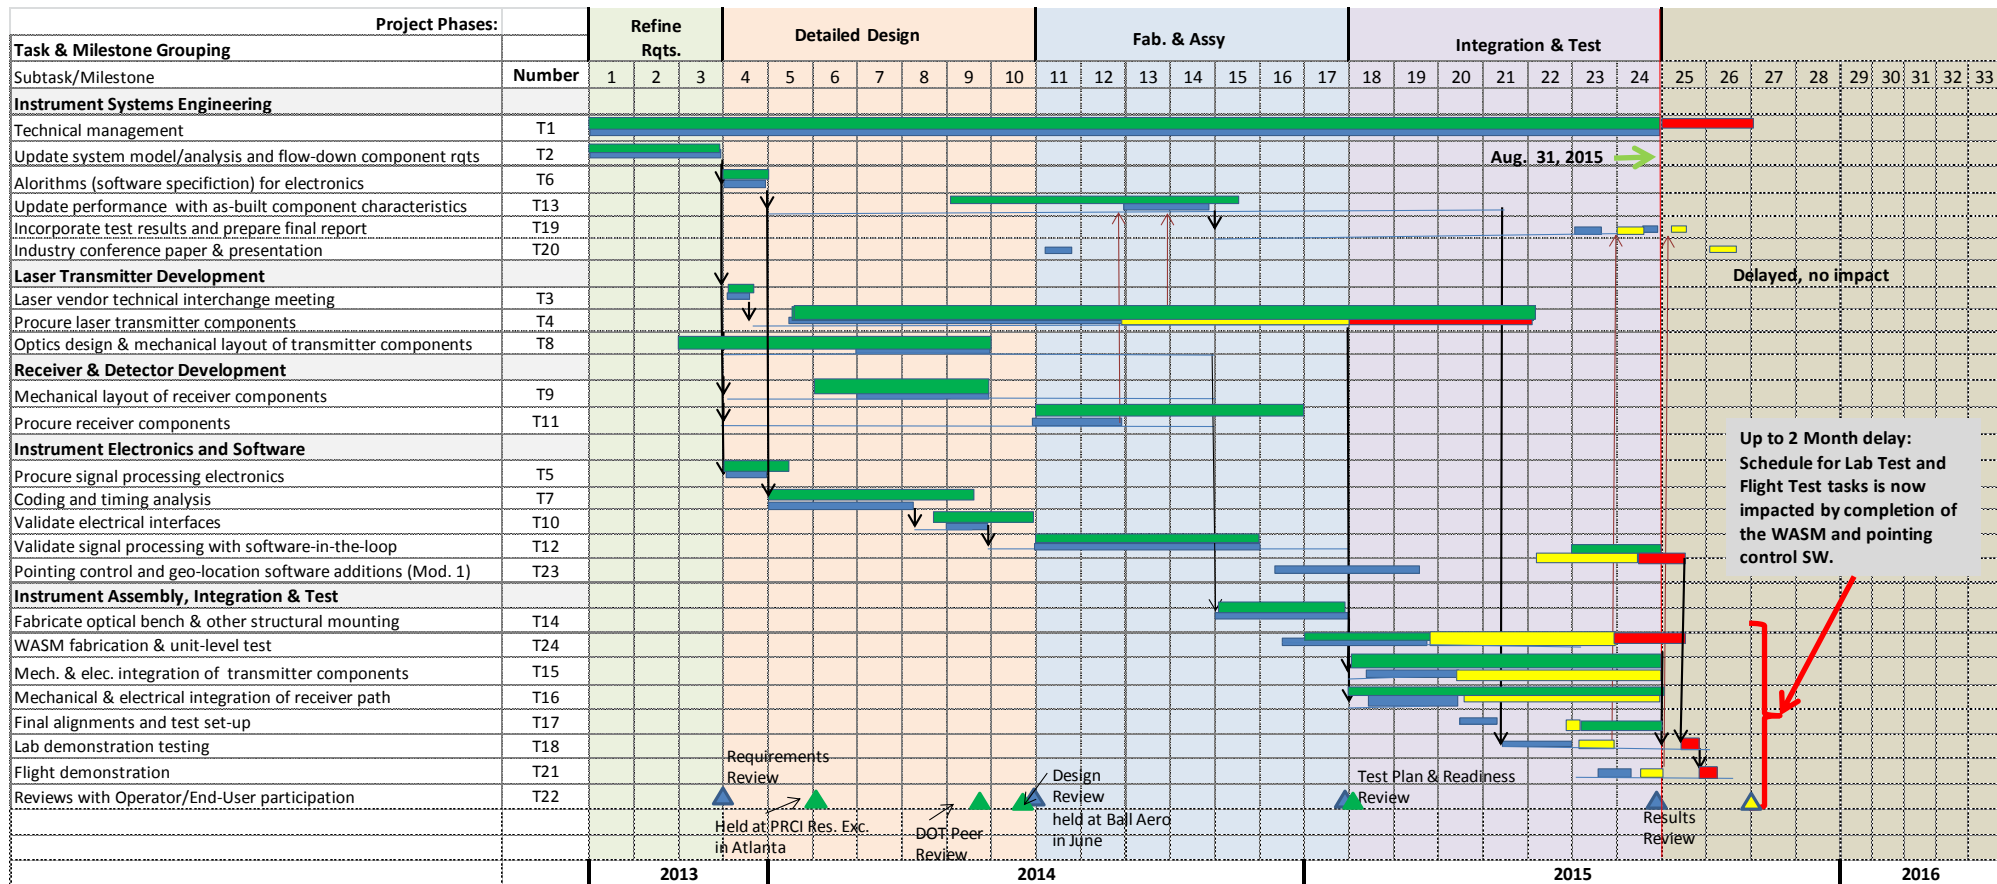 Project Phases:
Refine
Rqts.
Detailed Design
Fab. & Assy
Integration & Test
Task & Milestone Grouping
Subtask/Milestone Number 1 2 3 4 5 6 7 8 9 10 11 12 13 14 15 16 17 18 19 20 21 22 23 24 25 26 27 28 29 30 31 32 33
Instrument Systems Engineering
Technical management T1
Update system model/analysis and flow-down component rqts T2
Aug. 31, 2015
Alorithms (software specifiction) for electronics T6
Update performance with as-built component characteristics T13
Incorporate test results and prepare final report T19
Industry conference paper & presentation T20
Laser Transmitter Development
Delayed, no impact
Laser vendor technical interchange meeting T3
Procure laser transmitter components T4
Optics design & mechanical layout of transmitter components T8
Receiver & Detector Development
Mechanical layout of receiver components T9
Procure receiver components T11
Instrument Electronics and Software
Procure signal processing electronics T5
Coding and timing analysis T7
Validate electrical interfaces T10
Validate signal processing with software-in-the-loop T12
Pointing control and geo-location software additions (Mod. 1) T23
Up to 2 Month delay:
Schedule for Lab Test and
Flight Test tasks is now
impacted by completion of
the WASM and pointing
control SW.
Instrument Assembly, Integration & Test
Fabricate optical bench & other structural mounting T14
WASM fabrication & unit-level test T24
Mech. & elec. integration of transmitter components T15
Mechanical & electrical integration of receiver path T16
Final alignments and test set-up T17
Lab demonstration testing T18
Flight demonstration T21
Reviews with Operator/End-User participation T22
Requirements
Review
Held at PRCI Res. Exc.
in Atlanta
DOT Peer
Review
Design
Review
held at Ball Aero
in June
Test Plan & Readiness
Review
Results
Review
2013 2014 2015 2016